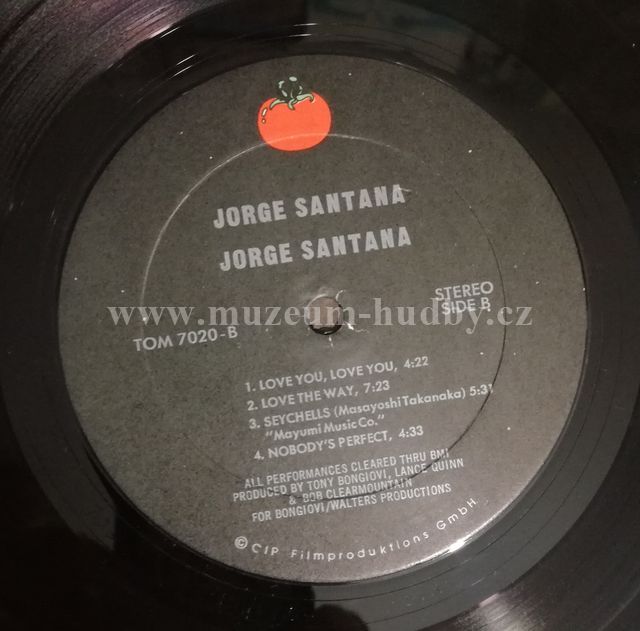 JORGE SANTANA
JORGE SANTANA
STEREO
SIDE B
www.muzeum-hudby.cz
TOM 7020-B
1. LOVE YOU, LOVE YOU, 4:22
2. LOVE THE WAY, 7:23
3. SEYCHELLS (Masayoshi Takanaka) 5:31
"Mayumi Music Co."
4. NOBODY'S PERFECT, 4:33
ALL PERFORMANCES CLEARED THRU BMI
PRODUCED BY TONY BONGIOVI, LANCE QUINN
& BOB CLEARMOUNTAIN
FOR BONGIOVI/WALTERS PRODUCTIONS
© CIP Filmproduktions GmbH